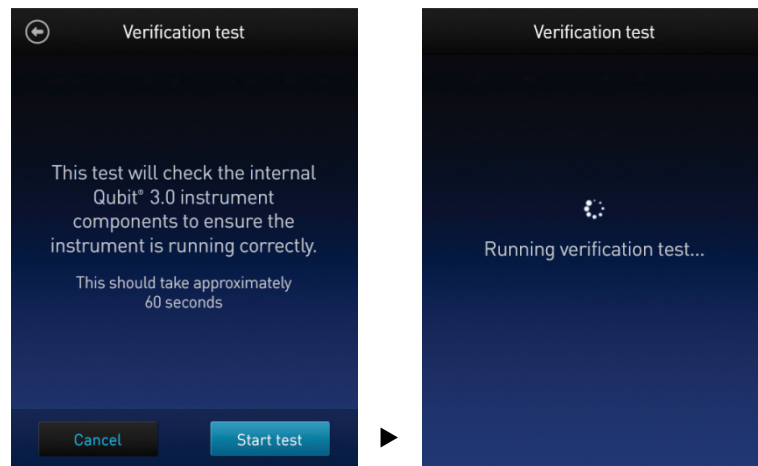 Verification test
This test will check the internal
Qubit® 3.0 instrument
components to ensure the
instrument is running correctly.
This should take approximately
60 seconds
Cancel
Start test
Verification test
Running verification test...